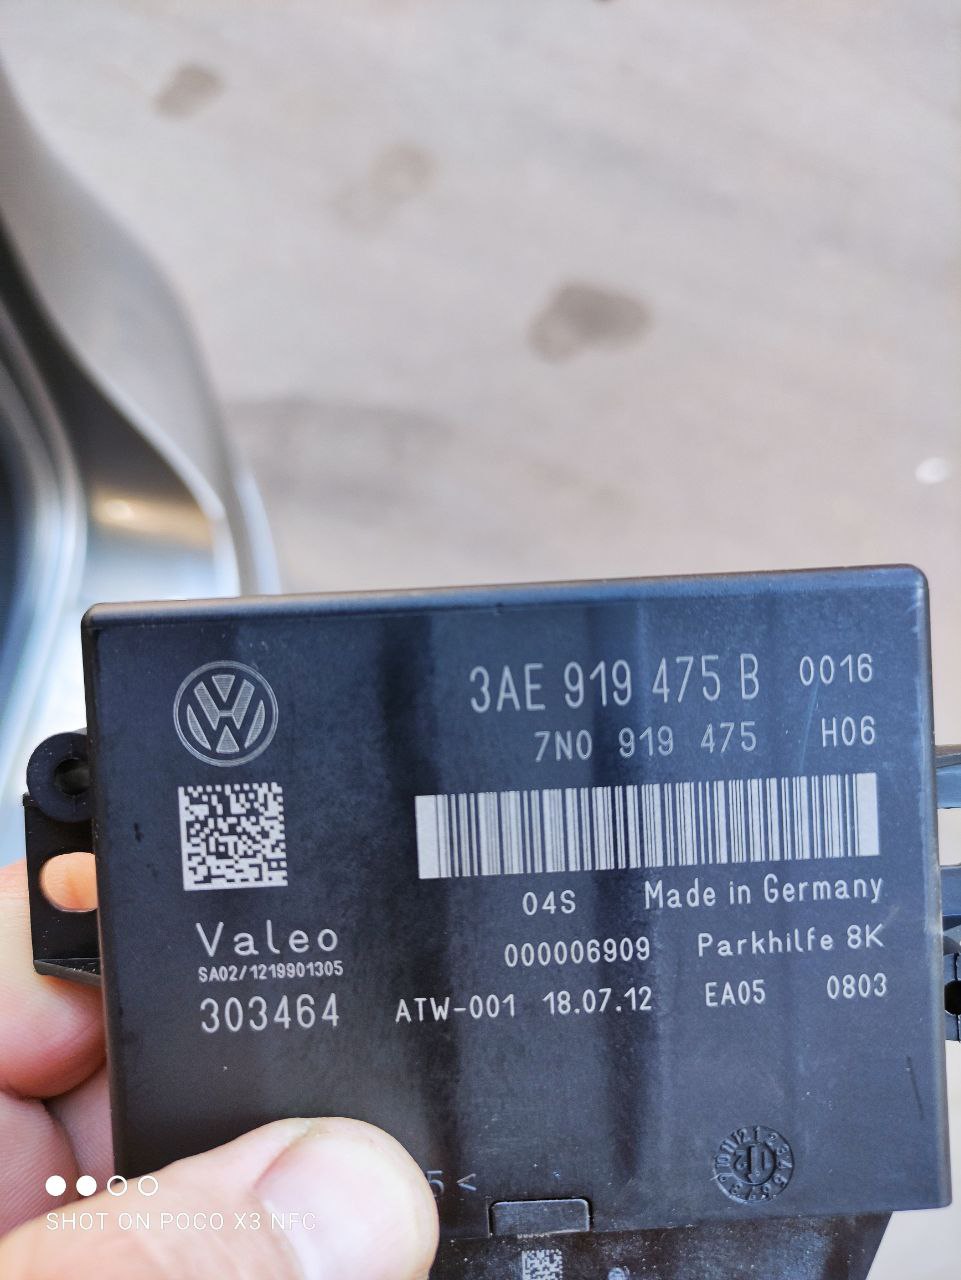 3AE 919 475 B 0016
7N0 919 475 H06
04S Made in Germany
Valeo 000006909 Parkhilfe 8K
SA02/1219901305
303464 ATW-001 18.07.12 EA05 0803
5 <
SHOT ON POCO X3 NFC